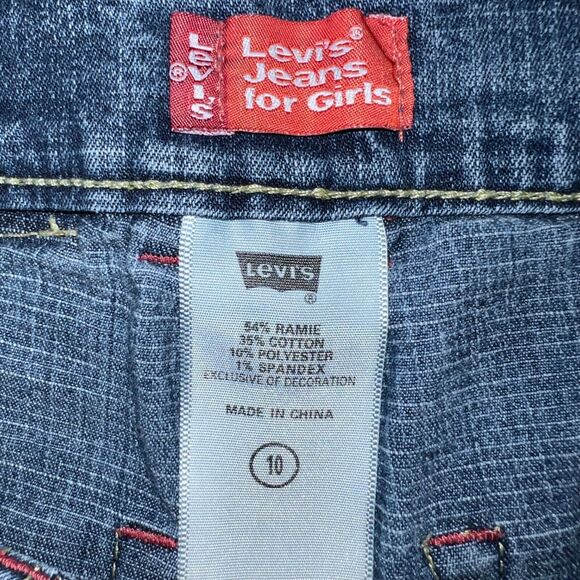 LEVI'S®
Levi's®
Jeans
for Girls
LEVI'S
®
54% RAMIE
35% COTTON
10% POLYESTER
1% SPANDEX
EXCLUSIVE OF DECORATION
MADE IN CHINA
10